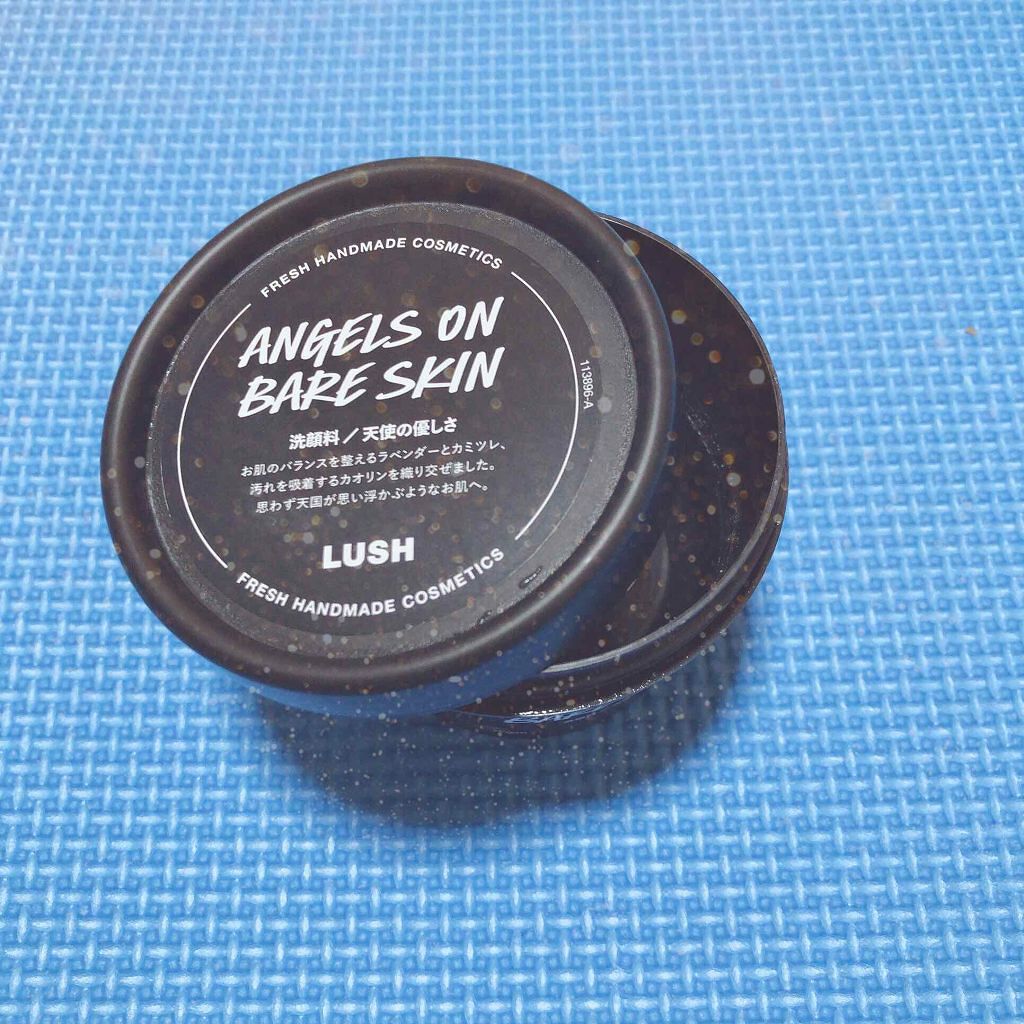 FRESH HANDMADE COSMETICS
ANGELS ON
BARE SKIN
113896-A
洗顔料／天使の優しさ
お肌のバランスを整えるラベンダーとカミツレ、
汚れを吸着するカオリンを織り交ぜました。
思わず天国が思い浮かぶようなお肌へ。
LUSH
FRESH HANDMADE COSMETICS